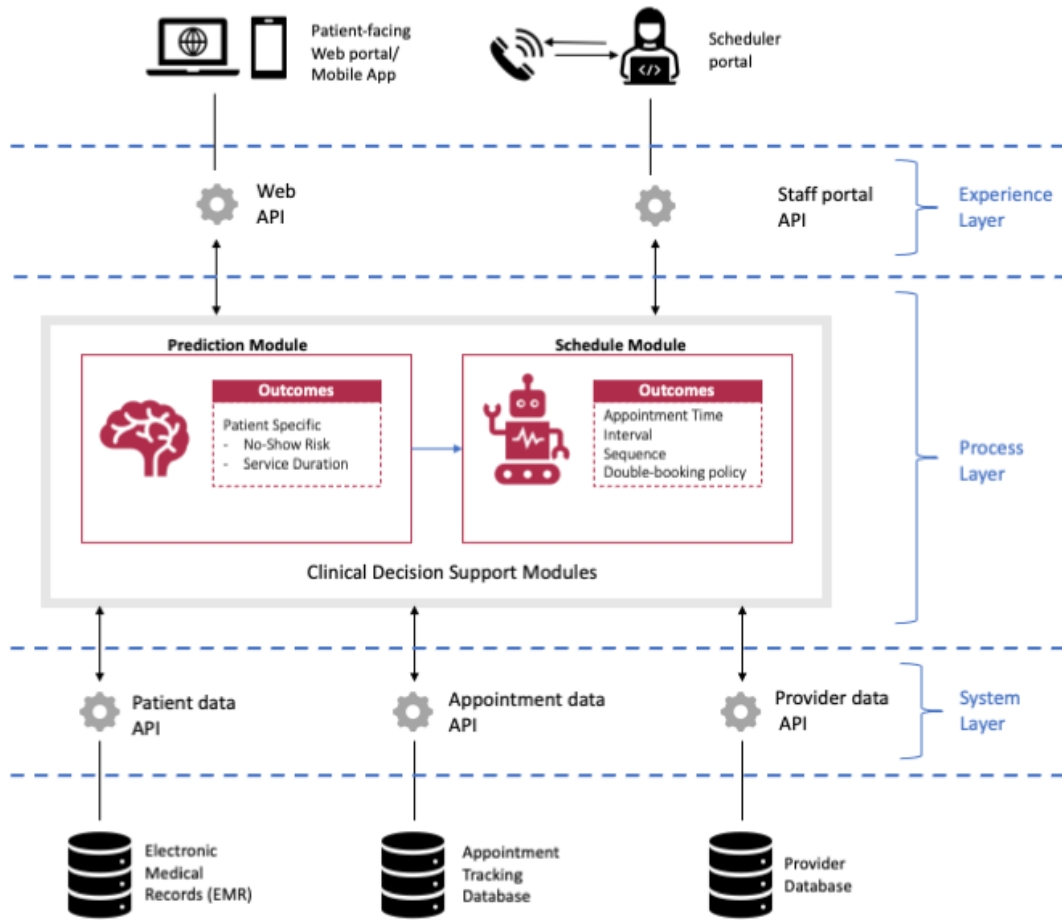 Patient-facing
Web portal/
Mobile App
Scheduler
portal
</>
Web
API
Staff portal
API
Experience
Layer
Prediction Module
Outcomes
Patient Specific
- No-Show Risk
- Service Duration
Schedule Module
Outcomes
Appointment Time
Interval
Sequence
Double-booking policy
Clinical Decision Support Modules
Process
Layer
Patient data
API
Appointment data
API
Provider data
API
System
Layer
Electronic
Medical
Records (EMR)
Appointment
Tracking
Database
Provider
Database